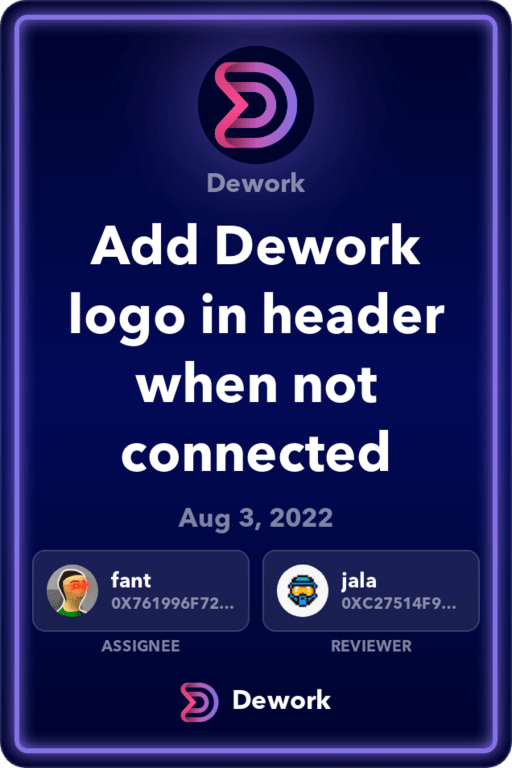 Dework
Add Dework
logo in header
when not
connected
Aug 3, 2022
fant
0X761996F72...
jala
0XC27514F9...
ASSIGNEE
REVIEWER
Dework